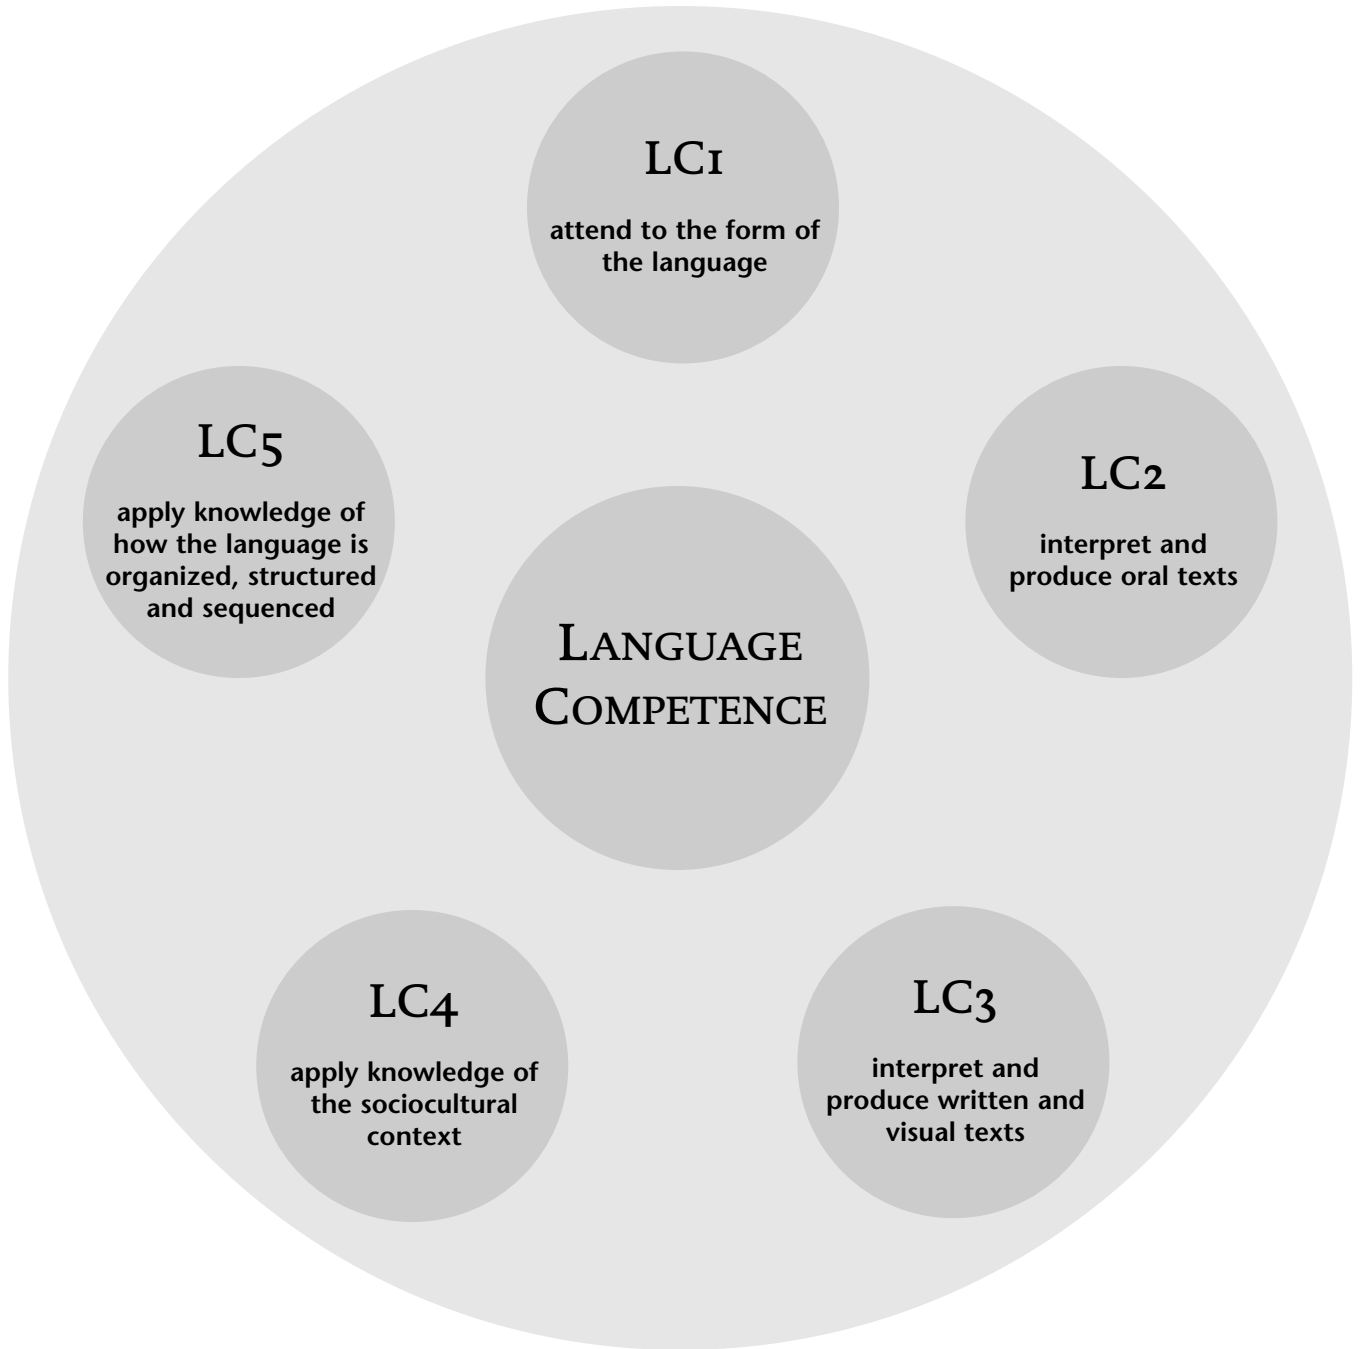 LC1
attend to the form of
the language
LC2
interpret and
produce oral texts
LC3
interpret and
produce written and
visual texts
LC4
apply knowledge of
the sociocultural
context
LC5
apply knowledge of
how the language is
organized, structured
and sequenced
LANGUAGE
COMPETENCE